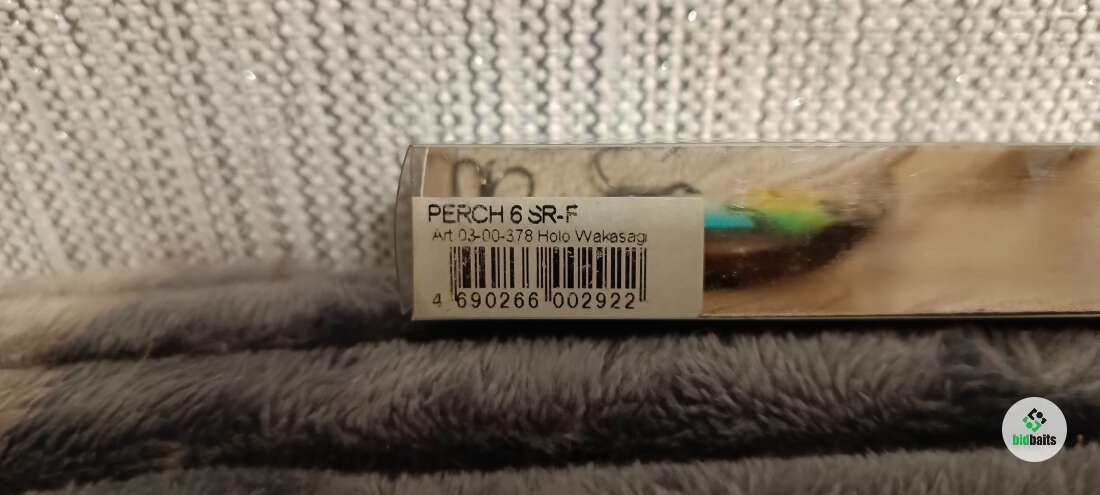 PERCH 6 SR-F
Art 03-00-378 Holo Wakasagi
4 690266 002922
bidbaits